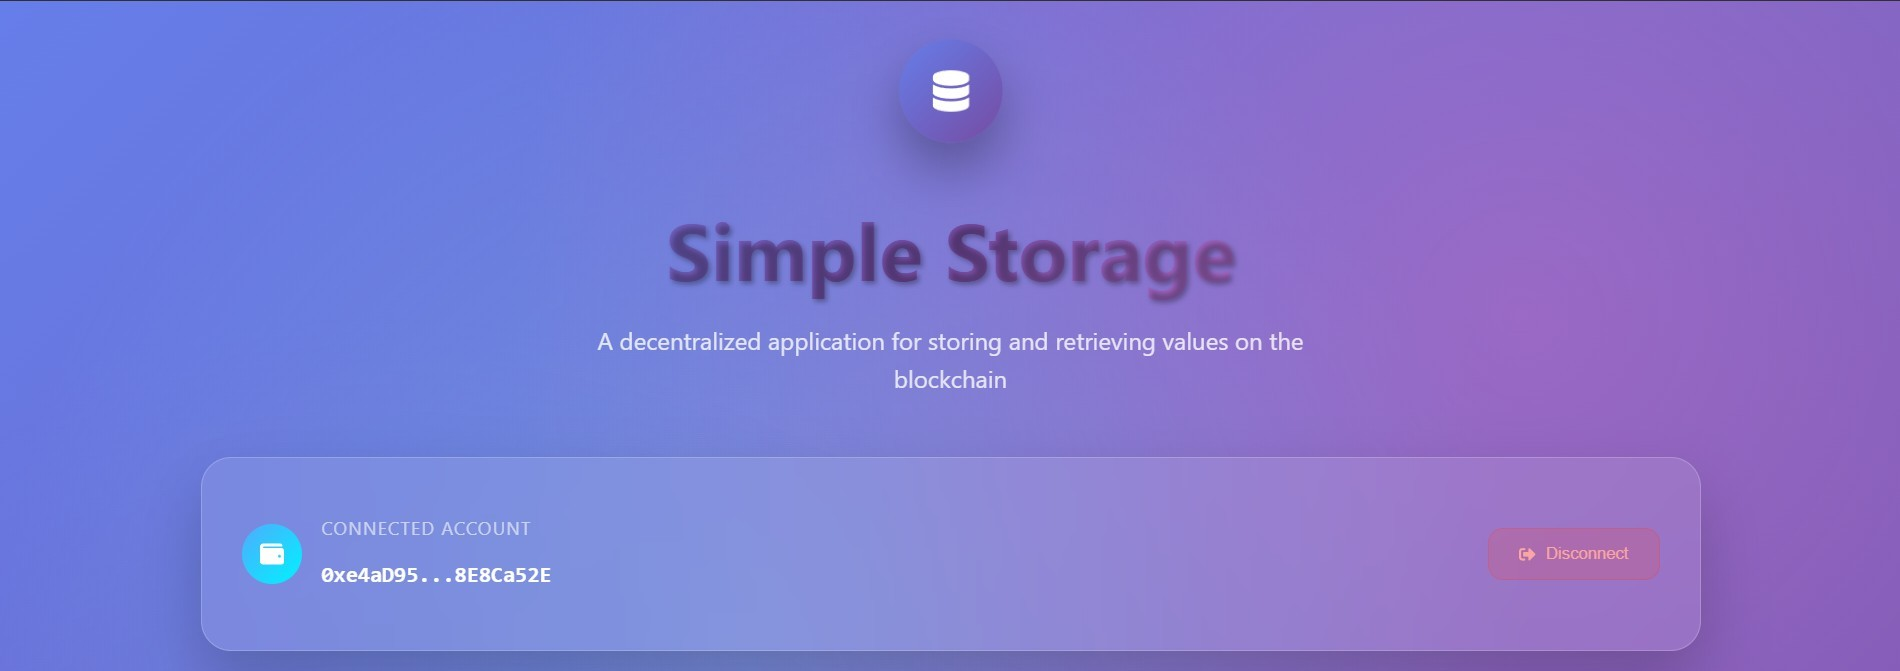 Simple Storage
A decentralized application for storing and retrieving values on the
blockchain
CONNECTED ACCOUNT
0xe4aD95...8E8Ca52E
Disconnect